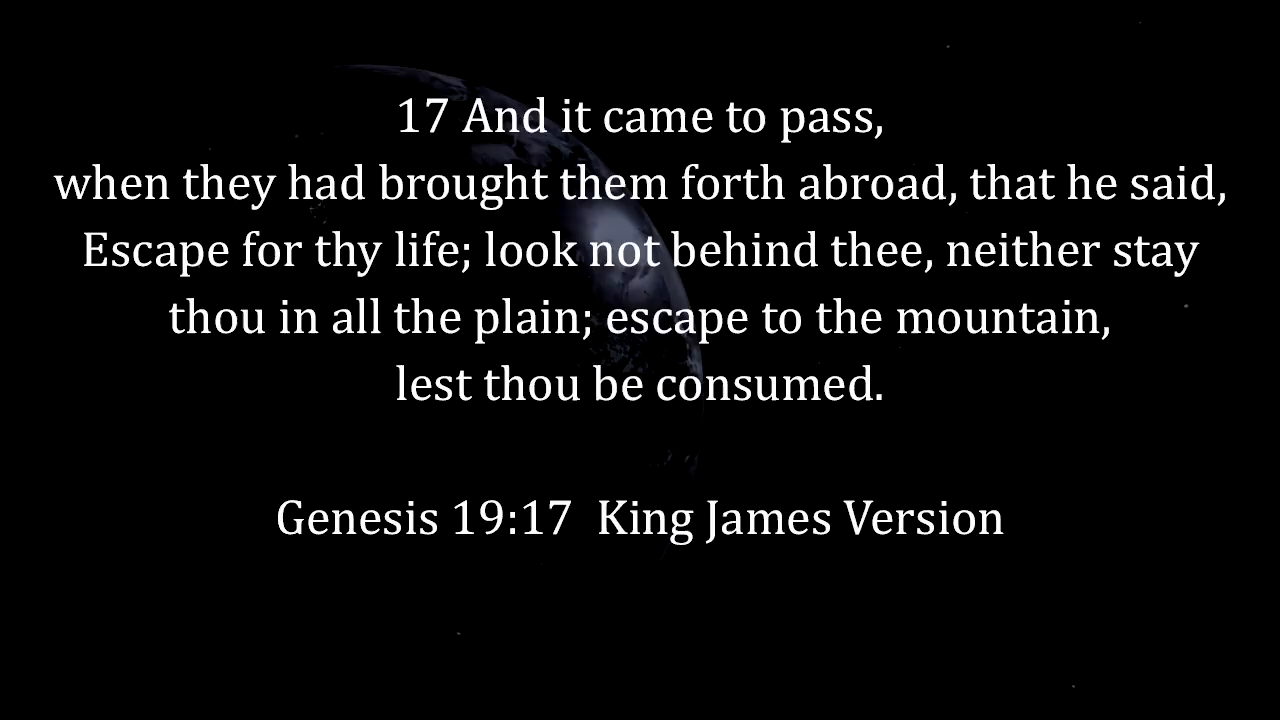 17 And it came to pass,
when they had brought them forth abroad, that he said,
Escape for thy life; look not behind thee, neither stay
thou in all the plain; escape to the mountain,
lest thou be consumed.
Genesis 19:17  King James Version